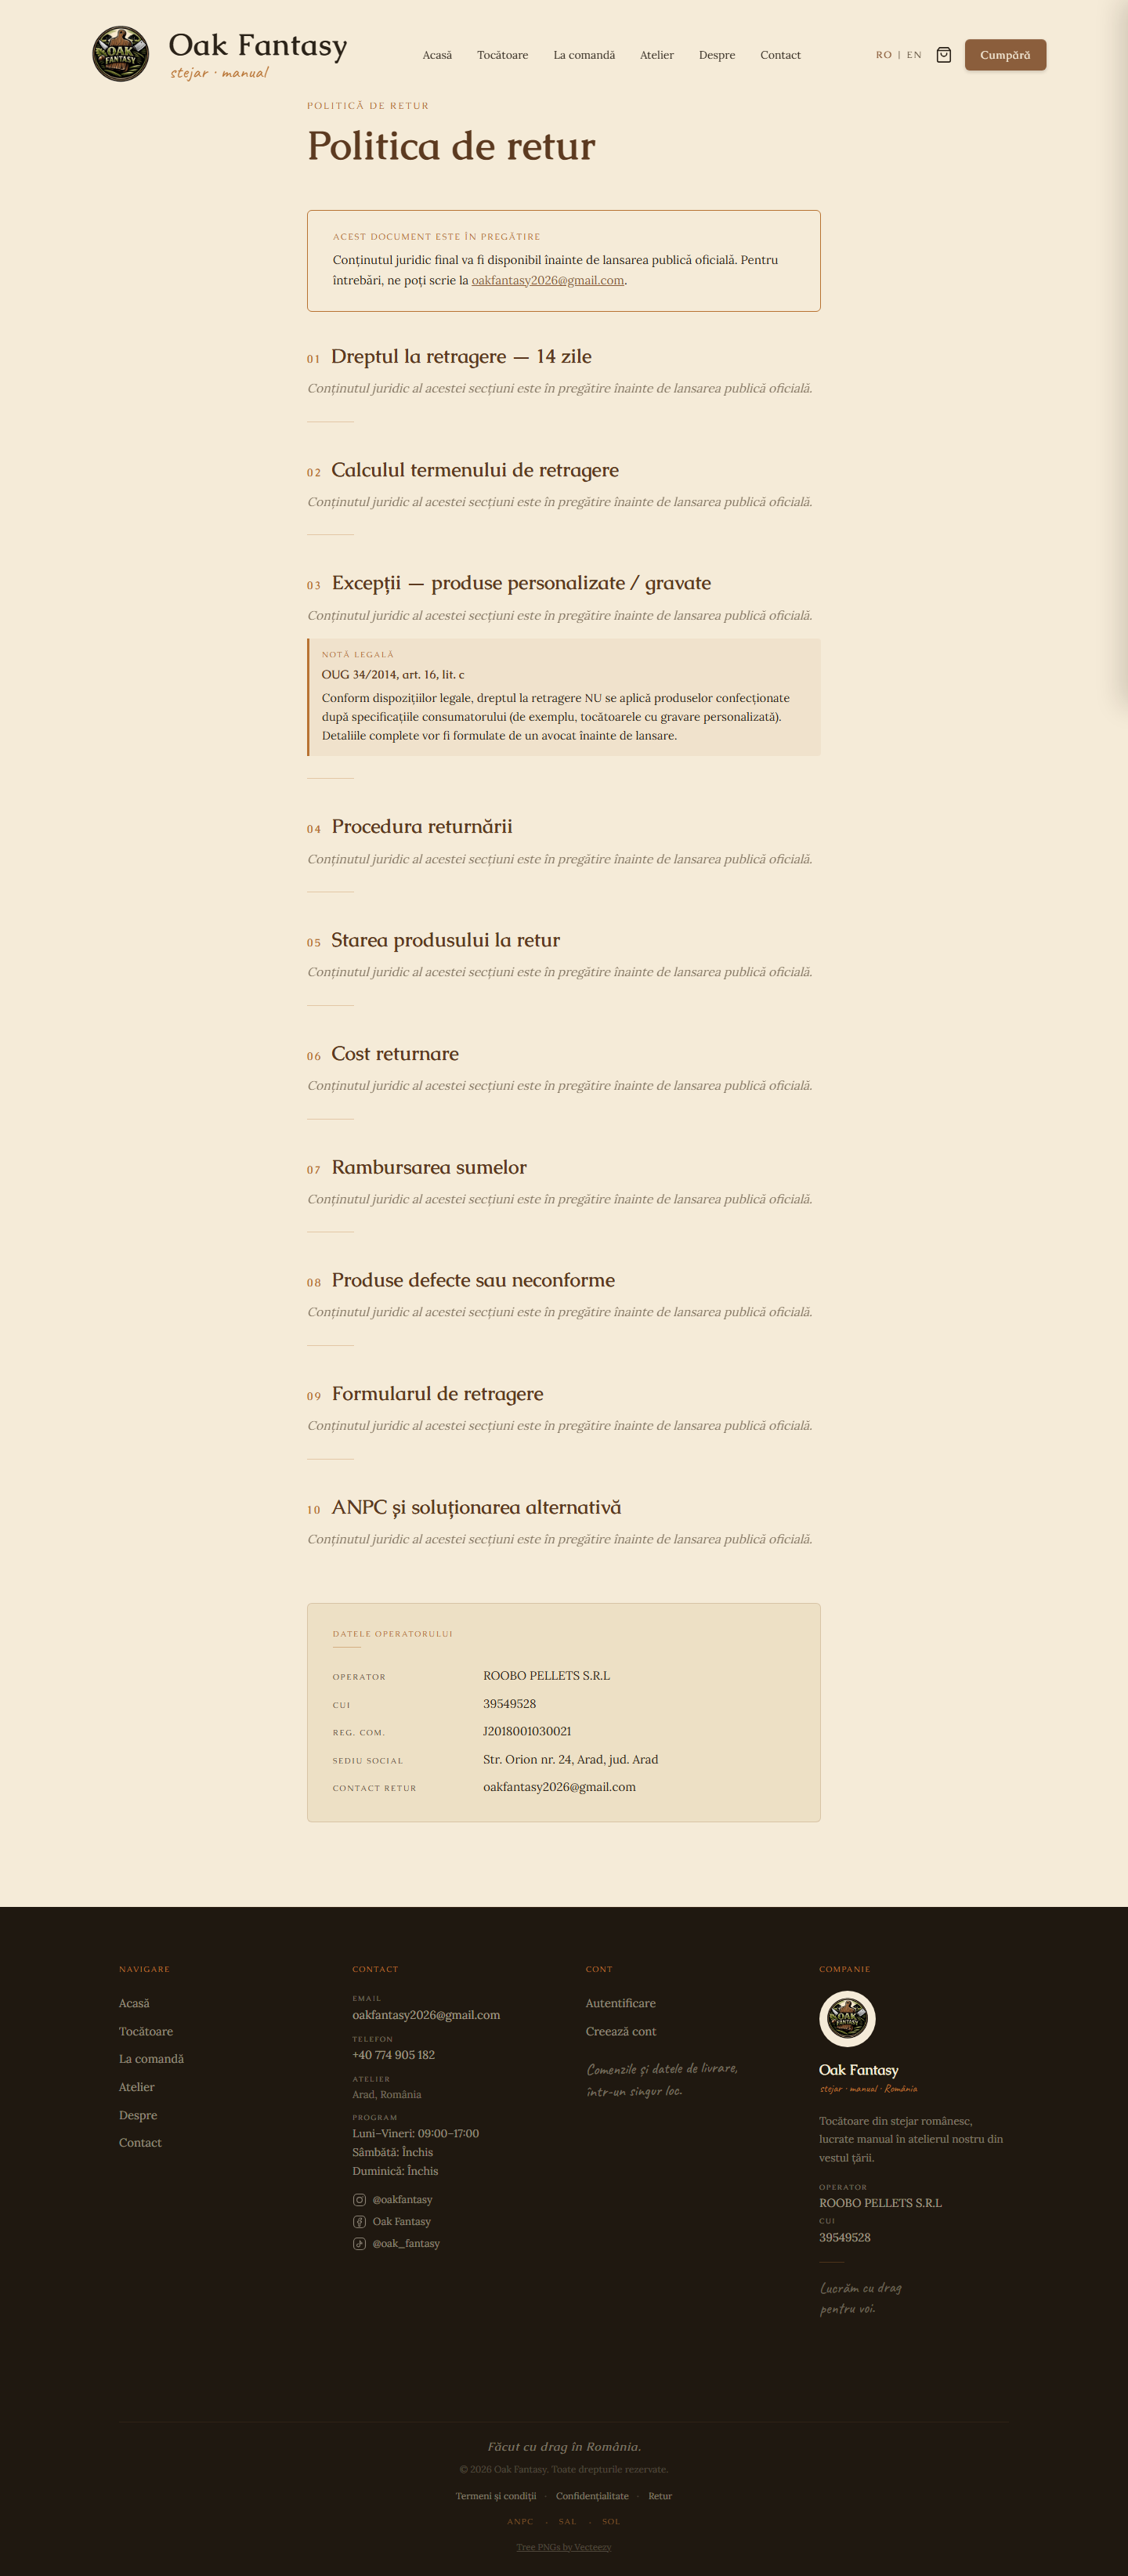 OAK
FANTASY
Oak Fantasy
stejar · manual
Acasă
Tocătoare
La comandă
Atelier
Despre
Contact
RO | EN
Cumpără
POLITICĂ DE RETUR
Politica de retur
ACEST DOCUMENT ESTE ÎN PREGĂTIRE
Conținutul juridic final va fi disponibil înainte de lansarea publică oficială. Pentru
întrebări, ne poți scrie la oakfantasy2026@gmail.com.
01 Dreptul la retragere — 14 zile
Conținutul juridic al acestei secțiuni este în pregătire înainte de lansarea publică oficială.
02 Calculul termenului de retragere
Conținutul juridic al acestei secțiuni este în pregătire înainte de lansarea publică oficială.
03 Excepții — produse personalizate / gravate
Conținutul juridic al acestei secțiuni este în pregătire înainte de lansarea publică oficială.
NOTĂ LEGALĂ
OUG 34/2014, art. 16, lit. c
Conform dispozițiilor legale, dreptul la retragere NU se aplică produselor confecționate
după specificațiile consumatorului (de exemplu, tocătoarele cu gravare personalizată).
Detaliile complete vor fi formulate de un avocat înainte de lansare.
04 Procedura returnării
Conținutul juridic al acestei secțiuni este în pregătire înainte de lansarea publică oficială.
05 Starea produsului la retur
Conținutul juridic al acestei secțiuni este în pregătire înainte de lansarea publică oficială.
06 Cost returnare
Conținutul juridic al acestei secțiuni este în pregătire înainte de lansarea publică oficială.
07 Rambursarea sumelor
Conținutul juridic al acestei secțiuni este în pregătire înainte de lansarea publică oficială.
08 Produse defecte sau neconforme
Conținutul juridic al acestei secțiuni este în pregătire înainte de lansarea publică oficială.
09 Formularul de retragere
Conținutul juridic al acestei secțiuni este în pregătire înainte de lansarea publică oficială.
10 ANPC și soluționarea alternativă
Conținutul juridic al acestei secțiuni este în pregătire înainte de lansarea publică oficială.
DATELE OPERATORULUI
OPERATOR ROOBO PELLETS S.R.L
CUI 39549528
REG. COM. J2018001030021
SEDIU SOCIAL Str. Orion nr. 24, Arad, jud. Arad
CONTACT RETUR oakfantasy2026@gmail.com
NAVIGARE
Acasă
Tocătoare
La comandă
Atelier
Despre
Contact
CONTACT
EMAIL
oakfantasy2026@gmail.com
TELEFON
+40 774 905 182
ATELIER
Arad, România
PROGRAM
Luni–Vineri: 09:00–17:00
Sâmbătă: Închis
Duminică: Închis
@oakfantasy
Oak Fantasy
@oak_fantasy
CONT
Autentificare
Creează cont
Comenzile și datele de livrare,
într-un singur loc.
COMPANIE
OAK
FANTASY
Oak Fantasy
stejar · manual · România
Tocătoare din stejar românesc,
lucrate manual în atelierul nostru din
vestul țării.
OPERATOR
ROOBO PELLETS S.R.L
CUI
39549528
Lucrăm cu drag
pentru voi.
Făcut cu drag în România.
© 2026 Oak Fantasy. Toate drepturile rezervate.
Termeni și condiții · Confidențialitate · Retur
ANPC · SAL · SOL
Tree PNGs by Vecteezy